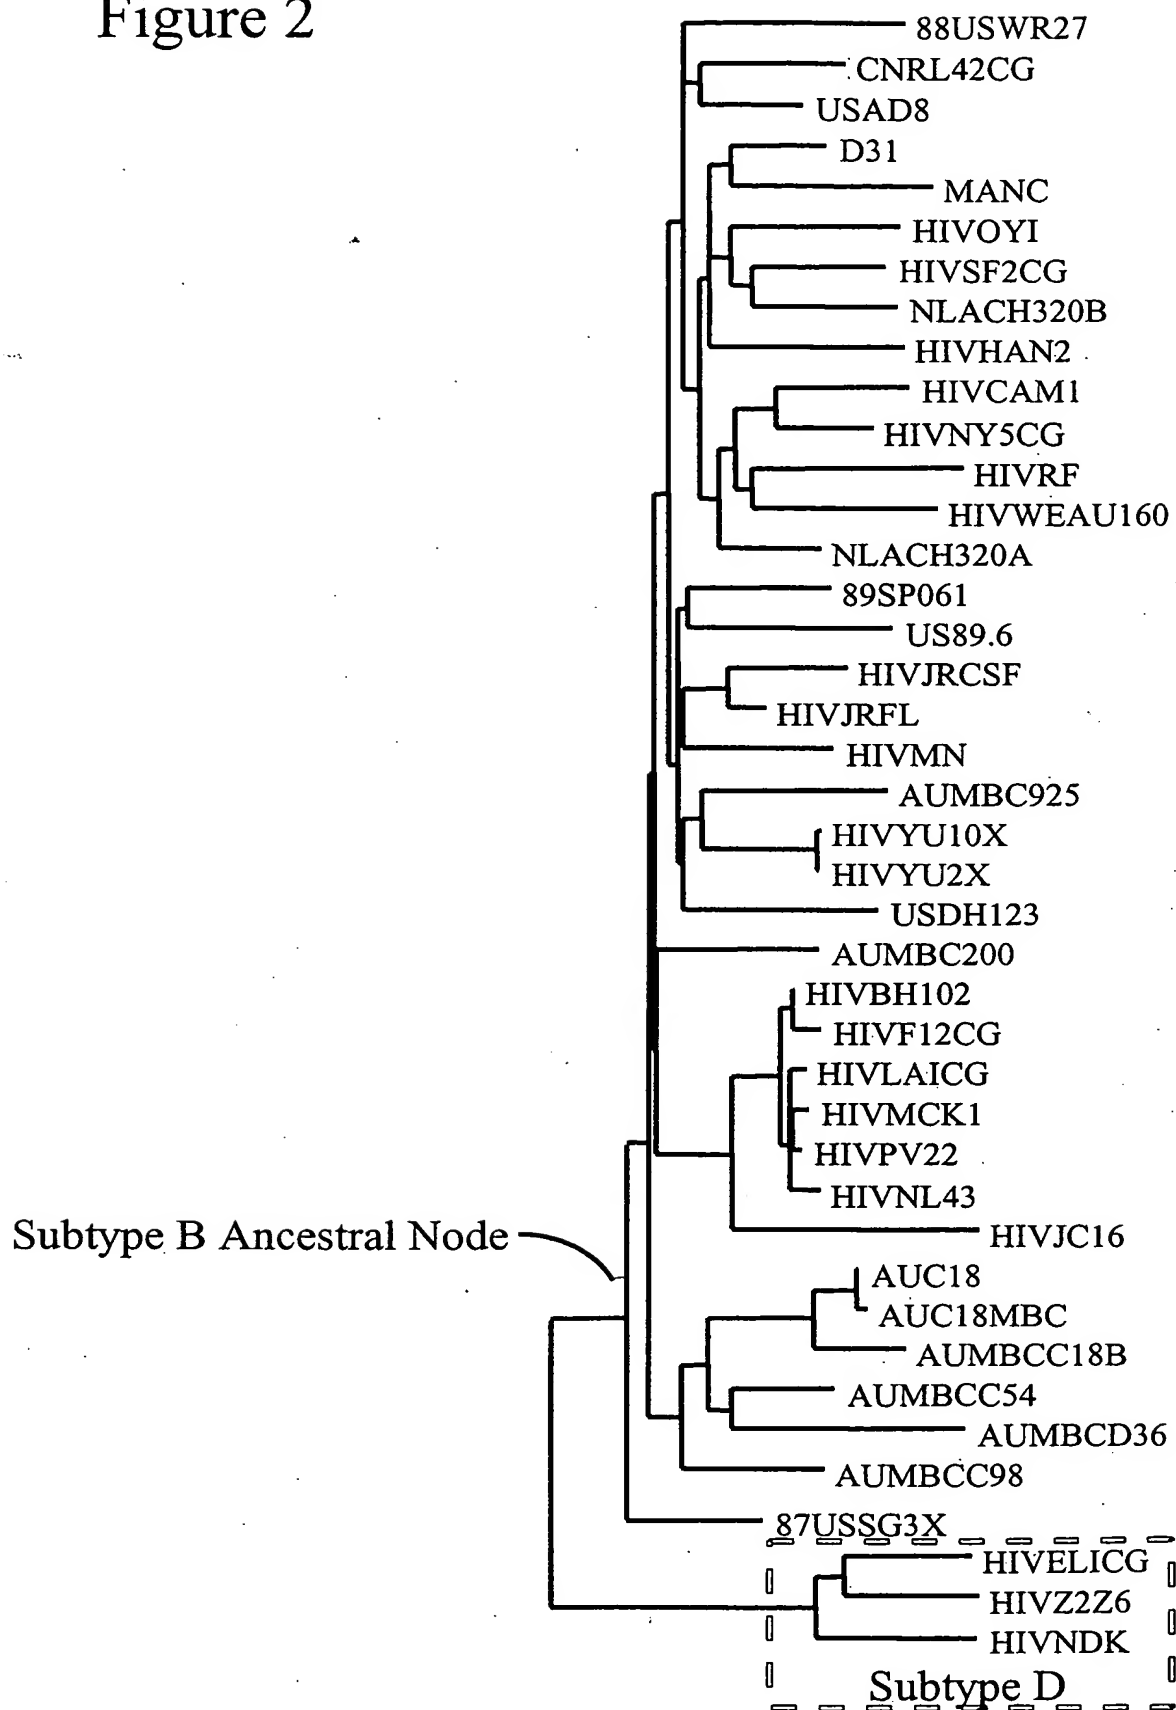 Figure 2
88USWR27
CNRL42CG
USAD8
D31
MANC
HIVOYI
HIVSF2CG
NLACH320B
HIVHAN2
HIVCAM1
HIVNY5CG
HIVRF
HIVWEAU160
NLACH320A
89SP061
US89.6
HIVJRCSF
HIVJRFL
HIVMN
AUMBC925
HIVYU10X
HIVYU2X
USDH123
AUMBC200
HIVBH102
HIVF12CG
HIVLAICG
HIVMCK1
HIVPV22
HIVNL43
Subtype B Ancestral Node
HIVJC16
AUC18
AUC18MBC
AUMBCC18B
AUMBCC54
AUMBCD36
AUMBCC98
87USSG3X
HIVELICG
HIVZ2Z6
HIVNDK
Subtype D